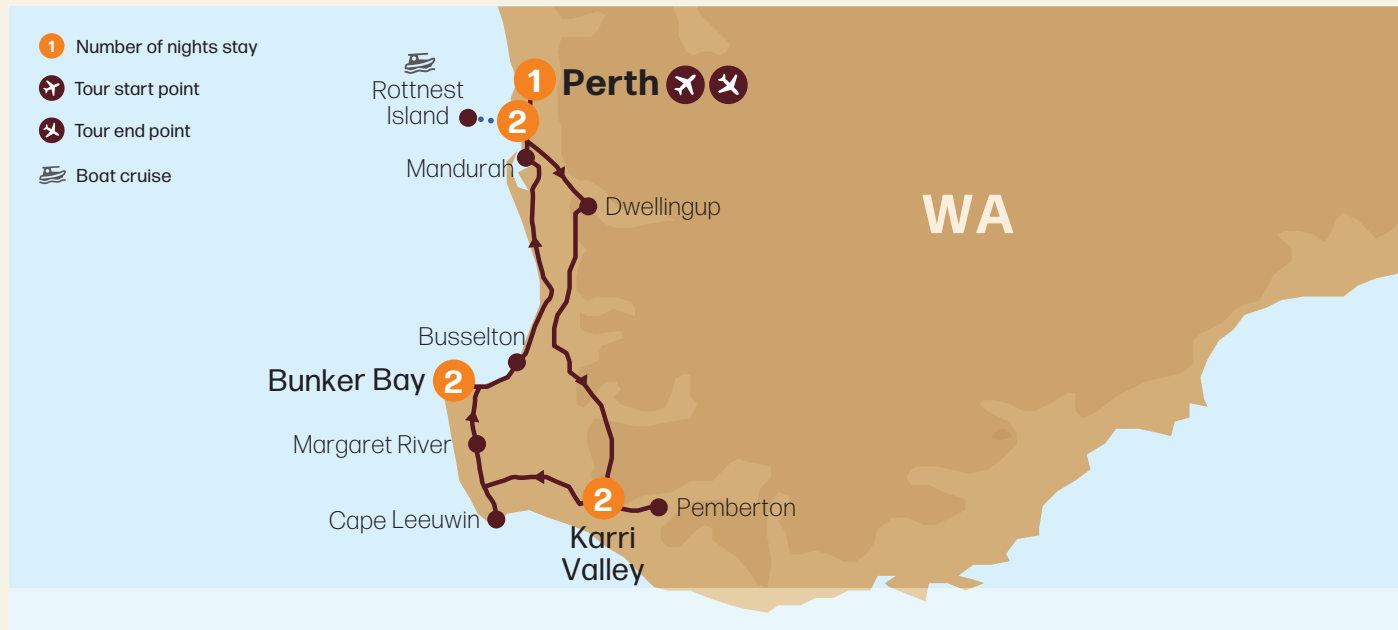 1 Number of nights stay
Tour start point
Tour end point
Boat cruise
Rottnest
Island
1 Perth
2
Mandurah
Dwellingup
WA
Busselton
Bunker Bay 2
Margaret River
Cape Leeuwin
2 Pemberton
Karri
Valley